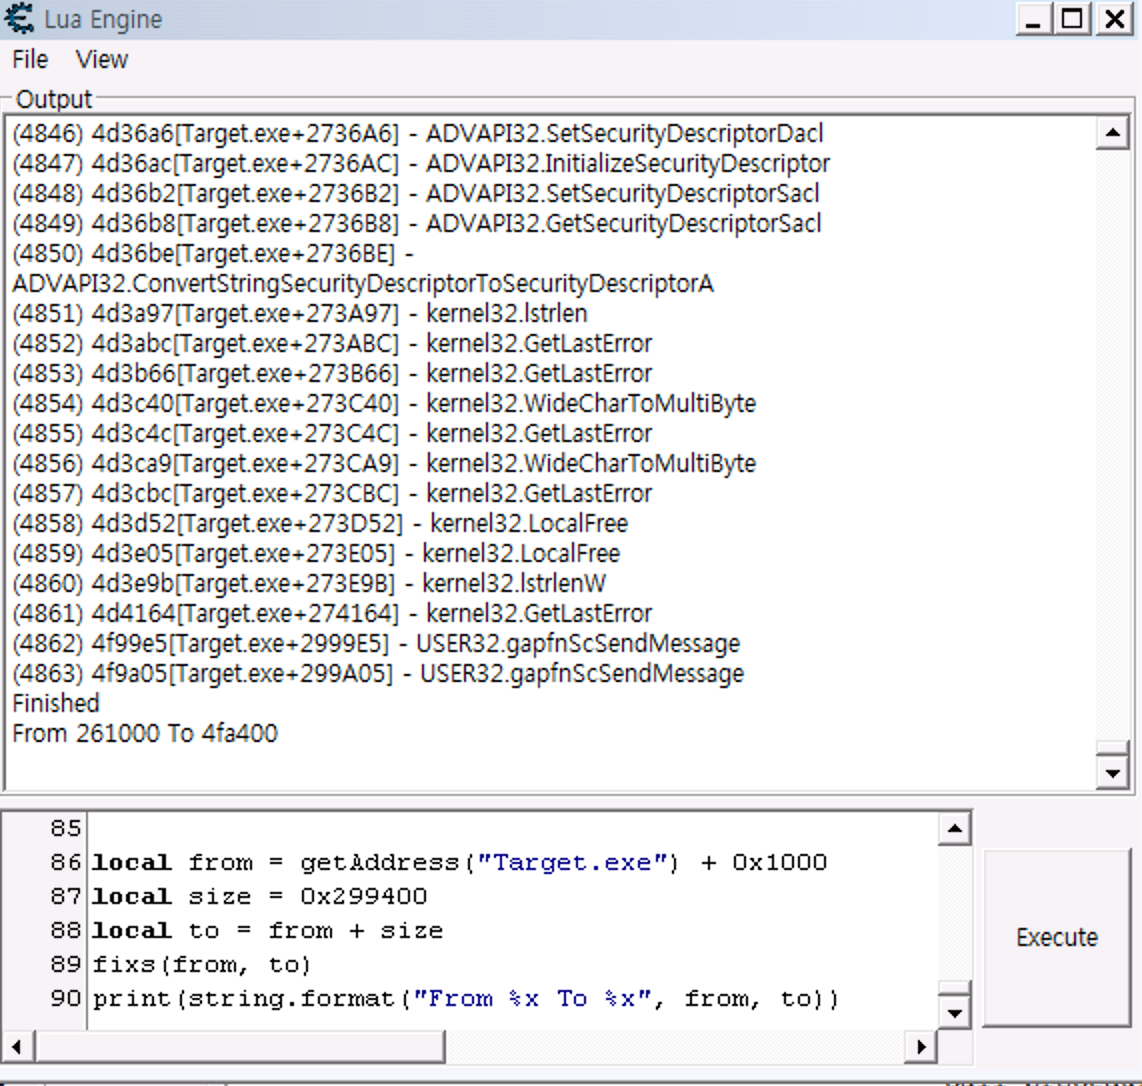 Lua Engine
File View
Output
(4846) 4d36a6[Target.exe+2736A6] - ADVAPI32.SetSecurityDescriptorDacl
(4847) 4d36ac[Target.exe+2736AC] - ADVAPI32.InitializeSecurityDescriptor
(4848) 4d36b2[Target.exe+2736B2] - ADVAPI32.SetSecurityDescriptorSacl
(4849) 4d36b8[Target.exe+2736B8] - ADVAPI32.GetSecurityDescriptorSacl
(4850) 4d36be[Target.exe+2736BE] -
ADVAPI32.ConvertStringSecurityDescriptorToSecurityDescriptorA
(4851) 4d3a97[Target.exe+273A97] - kernel32.lstrlen
(4852) 4d3abc[Target.exe+273ABC] - kernel32.GetLastError
(4853) 4d3b66[Target.exe+273B66] - kernel32.GetLastError
(4854) 4d3c40[Target.exe+273C40] - kernel32.WideCharToMultiByte
(4855) 4d3c4c[Target.exe+273C4C] - kernel32.GetLastError
(4856) 4d3ca9[Target.exe+273CA9] - kernel32.WideCharToMultiByte
(4857) 4d3cbc[Target.exe+273CBC] - kernel32.GetLastError
(4858) 4d3d52[Target.exe+273D52] - kernel32.LocalFree
(4859) 4d3e05[Target.exe+273E05] - kernel32.LocalFree
(4860) 4d3e9b[Target.exe+273E9B] - kernel32.lstrlenW
(4861) 4d4164[Target.exe+274164] - kernel32.GetLastError
(4862) 4f99e5[Target.exe+2999E5] - USER32.gapfnScSendMessage
(4863) 4f9a05[Target.exe+299A05] - USER32.gapfnScSendMessage
Finished
From 261000 To 4fa400
85
86 local from = getAddress("Target.exe") + 0x1000
87 local size = 0x299400
88 local to = from + size
89 fixs(from, to)
90 print(string.format("From %x To %x", from, to))
Execute